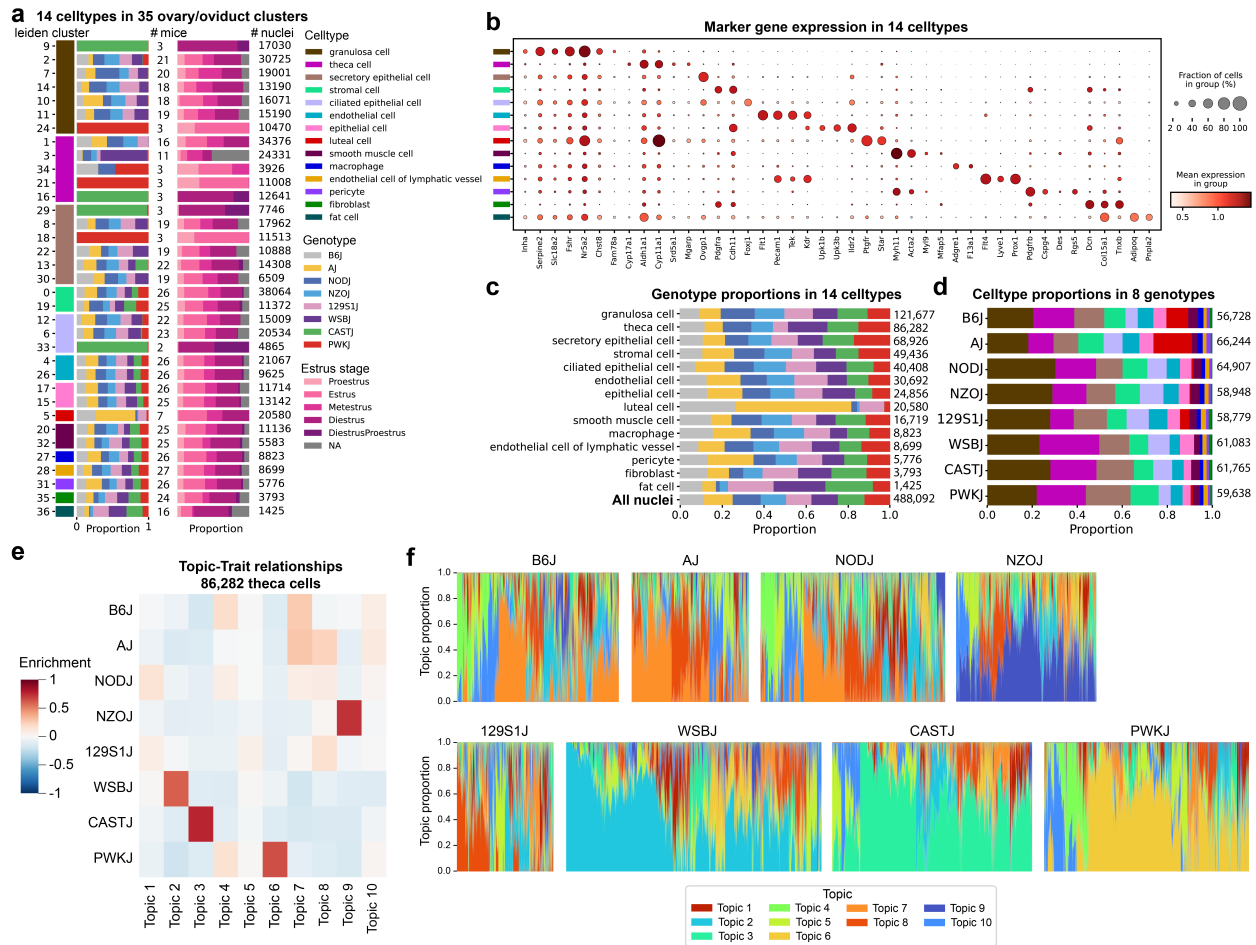 a
14 celltypes in 35 ovary/oviduct clusters
leiden cluster # mice # nuclei
9 3 17030
2 21 30725
7 20 19001
14 18 13190
10 18 16071
11 19 15190
24 3 10470
1 16 34376
3 11 24331
34 3 3926
21 3 11008
16 3 12641
29 3 7746
8 19 17962
18 3 11513
22 19 10888
13 22 14308
30 19 6509
0 26 38064
19 26 11372
12 22 15009
6 23 20534
33 2 4865
4 26 21067
26 26 9625
17 26 11714
15 25 13142
5 7 20580
20 25 11136
32 25 5583
27 26 8823
28 27 8699
31 26 5776
35 24 3793
36 16 1425
0 Proportion 1 Proportion
Celltype
granulosa cell
theca cell
secretory epithelial cell
stromal cell
ciliated epithelial cell
endothelial cell
epithelial cell
luteal cell
smooth muscle cell
macrophage
endothelial cell of lymphatic vessel
pericyte
fibroblast
fat cell
Genotype
B6J
AJ
NODJ
NZOJ
129S1J
WSBJ
CASTJ
PWKJ
Estrus stage
Proestrus
Estrus
Metestrus
Diestrus
DiestrusProestrus
NA
b
Marker gene expression in 14 celltypes
Inha
Serpine2
Slc18a2
Fshr
Nr5a2
Chst8
Fam78a
Cyp17a1
Aldh1a1
Cyp11a1
Srd5a1
Mgarp
Ovgp1
Pdgfra
Cdh11
Foxj1
Flt1
Pecam1
Tek
Kdr
Upk1b
Upk3b
Lldr2
Ptgfr
Star
Myh11
Acta2
Myl9
Mfap5
Adgre1
F13a1
Flt4
Lyve1
Prox1
Pdgfrb
Cspg4
Des
Rgs5
Dcn
Col15a1
Tnxb
Adipoq
Pnpla2
Fraction of cells
in group (%)
2 20 40 60 80 100
Mean expression
in group
0.5 1.0
c
Genotype proportions in 14 celltypes
granulosa cell 121,677
theca cell 86,282
secretory epithelial cell 68,926
stromal cell 49,436
ciliated epithelial cell 40,408
endothelial cell 30,692
epithelial cell 24,856
luteal cell 20,580
smooth muscle cell 16,719
macrophage 8,823
endothelial cell of lymphatic vessel 8,699
pericyte 5,776
fibroblast 3,793
fat cell 1,425
All nuclei 488,092
0.0 0.2 0.4 0.6 0.8 1.0
Proportion
d
Celltype proportions in 8 genotypes
B6J 56,728
AJ 66,244
NODJ 64,907
NZOJ 58,948
129S1J 58,779
WSBJ 61,083
CASTJ 61,765
PWKJ 59,638
0.0 0.2 0.4 0.6 0.8 1.0
Proportion
e
Topic-Trait relationships
86,282 theca cells
Enrichment
1
0.5
0
-0.5
-1
B6J
AJ
NODJ
NZOJ
129S1J
WSBJ
CASTJ
PWKJ
Topic 1
Topic 2
Topic 3
Topic 4
Topic 5
Topic 6
Topic 7
Topic 8
Topic 9
Topic 10
f
B6J AJ NODJ NZOJ
Topic proportion
1.0
0.8
0.6
0.4
0.2
0.0
129S1J WSBJ CASTJ PWKJ
Topic proportion
1.0
0.8
0.6
0.4
0.2
0.0
Topic
Topic 1 Topic 4 Topic 7 Topic 9
Topic 2 Topic 5 Topic 8 Topic 10
Topic 3 Topic 6